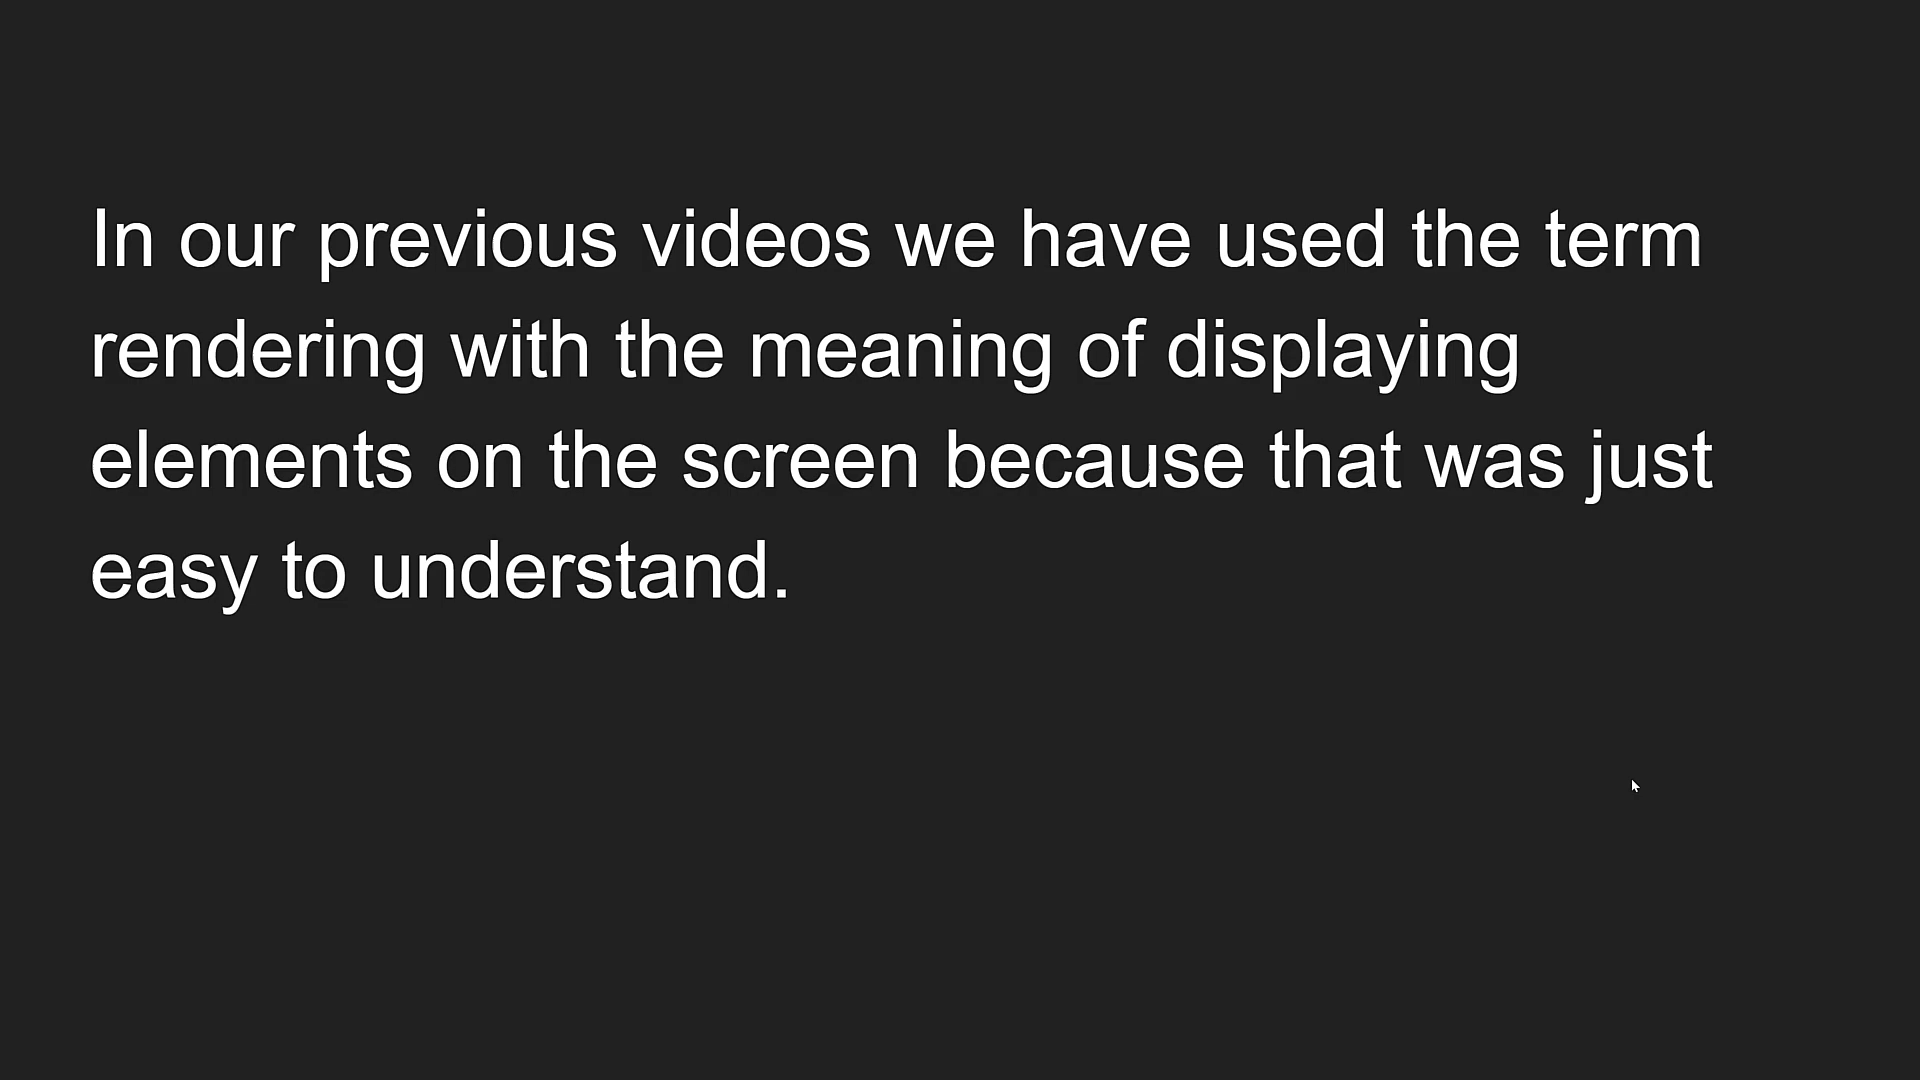 In our previous videos we have used the term
rendering with the meaning of displaying
elements on the screen because that was just
easy to understand.